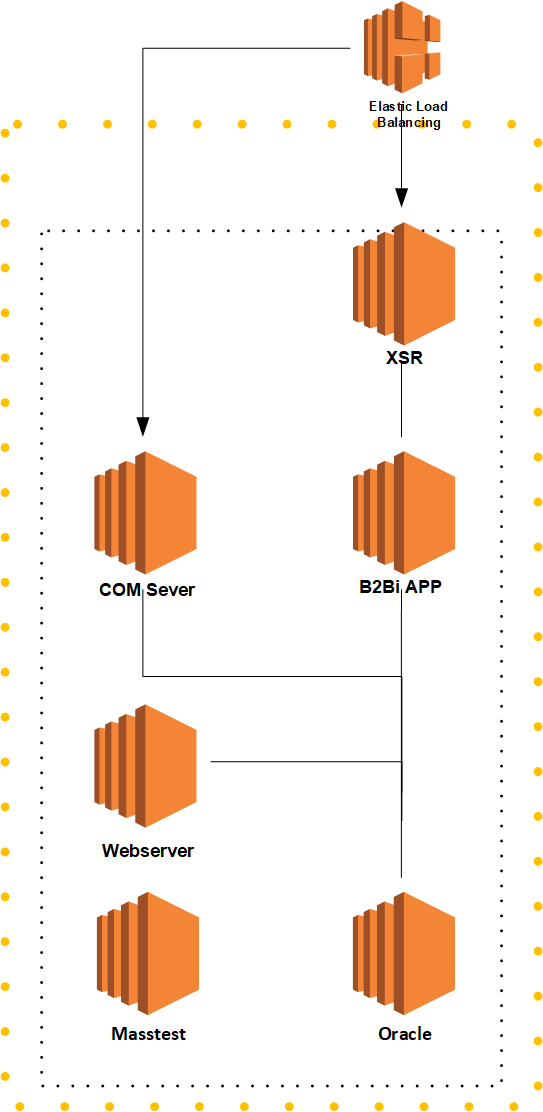 Elastic Load
Balancing
XSR
COM Sever
B2Bi APP
Webserver
Masstest
Oracle